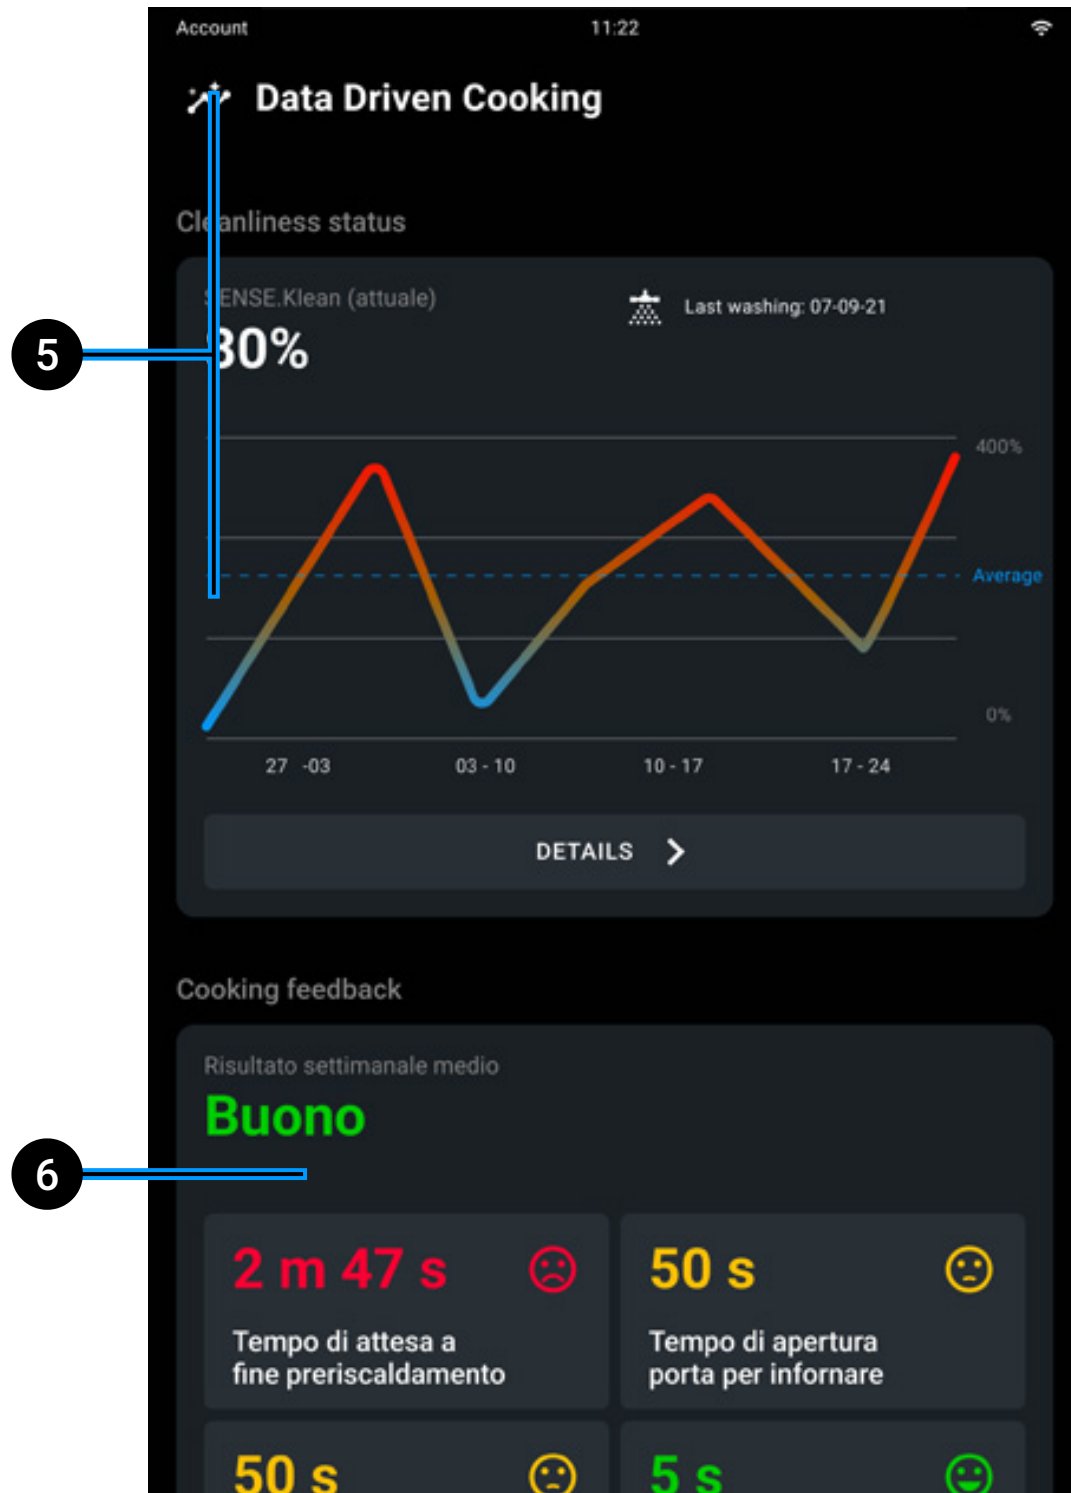 Account
11:22
Data Driven Cooking
Cleanliness status
SENSE.Klean (attuale)
Last washing: 07-09-21
80%
5
400%
Average
0%
27 -03
03 - 10
10 - 17
17 - 24
DETAILS
Cooking feedback
Risultato settimanale medio
Buono
6
2 m 47 s
Tempo di attesa a
fine preriscaldamento
50 s
Tempo di apertura
porta per infornare
50 s
5 s